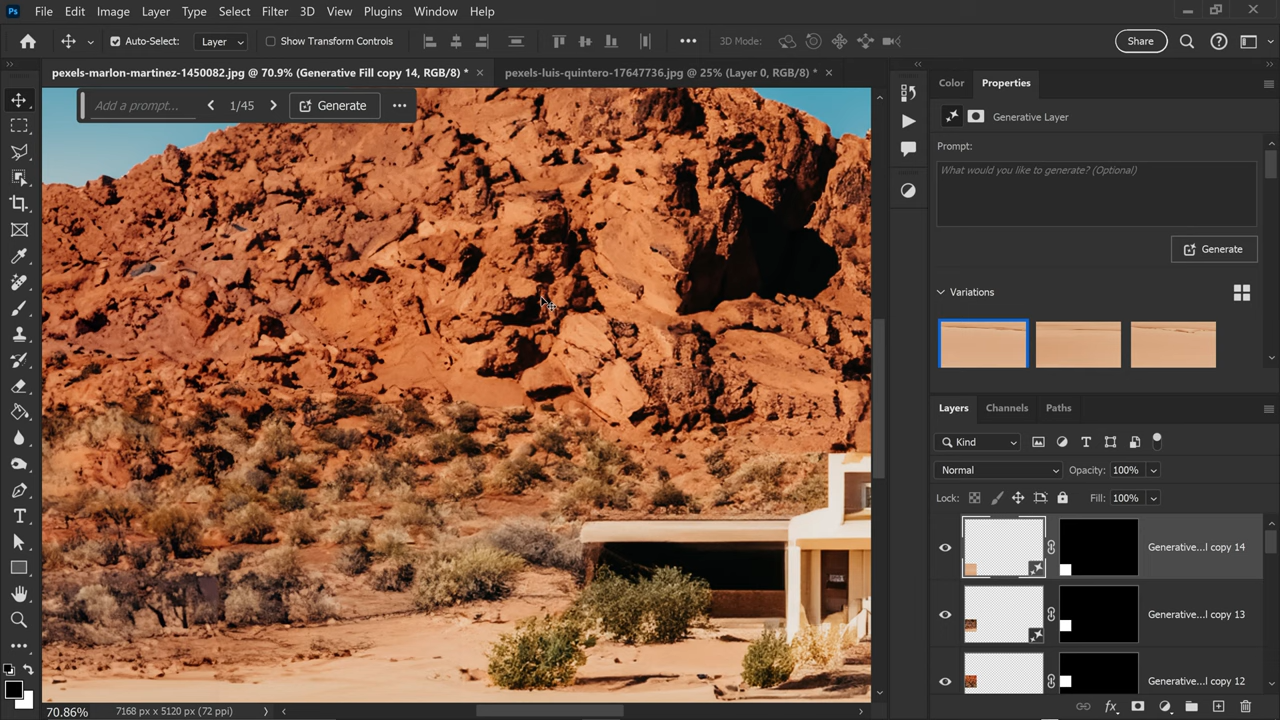 Ps File Edit Image Layer Type Select Filter 3D View Plugins Window Help
Auto-Select: Layer Show Transform Controls 3D Mode: Share
pexels-marlon-martinez-1450082.jpg @ 70.9% (Generative Fill copy 14, RGB/8) *
pexels-luis-quintero-17647736.jpg @ 25% (Layer 0, RGB/8) *
Add a prompt... 1/45 Generate
Color Properties
Generative Layer
Prompt:
What would you like to generate? (Optional)
Generate
Variations
Layers Channels Paths
Kind
Normal Opacity: 100%
Lock: Fill: 100%
Generative...l copy 14
Generative...l copy 13
Generative...l copy 12
70.86% 7168 px x 5120 px (72 ppi)